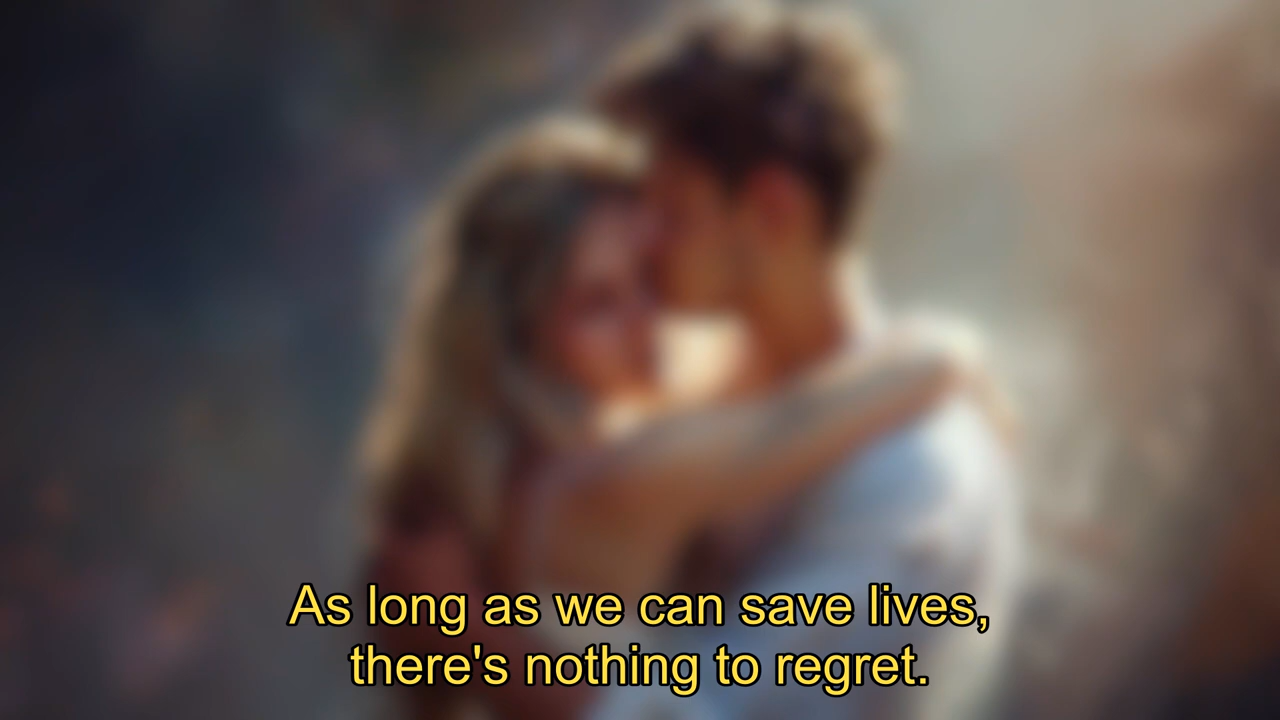 As long as we can save lives,
there's nothing to regret.